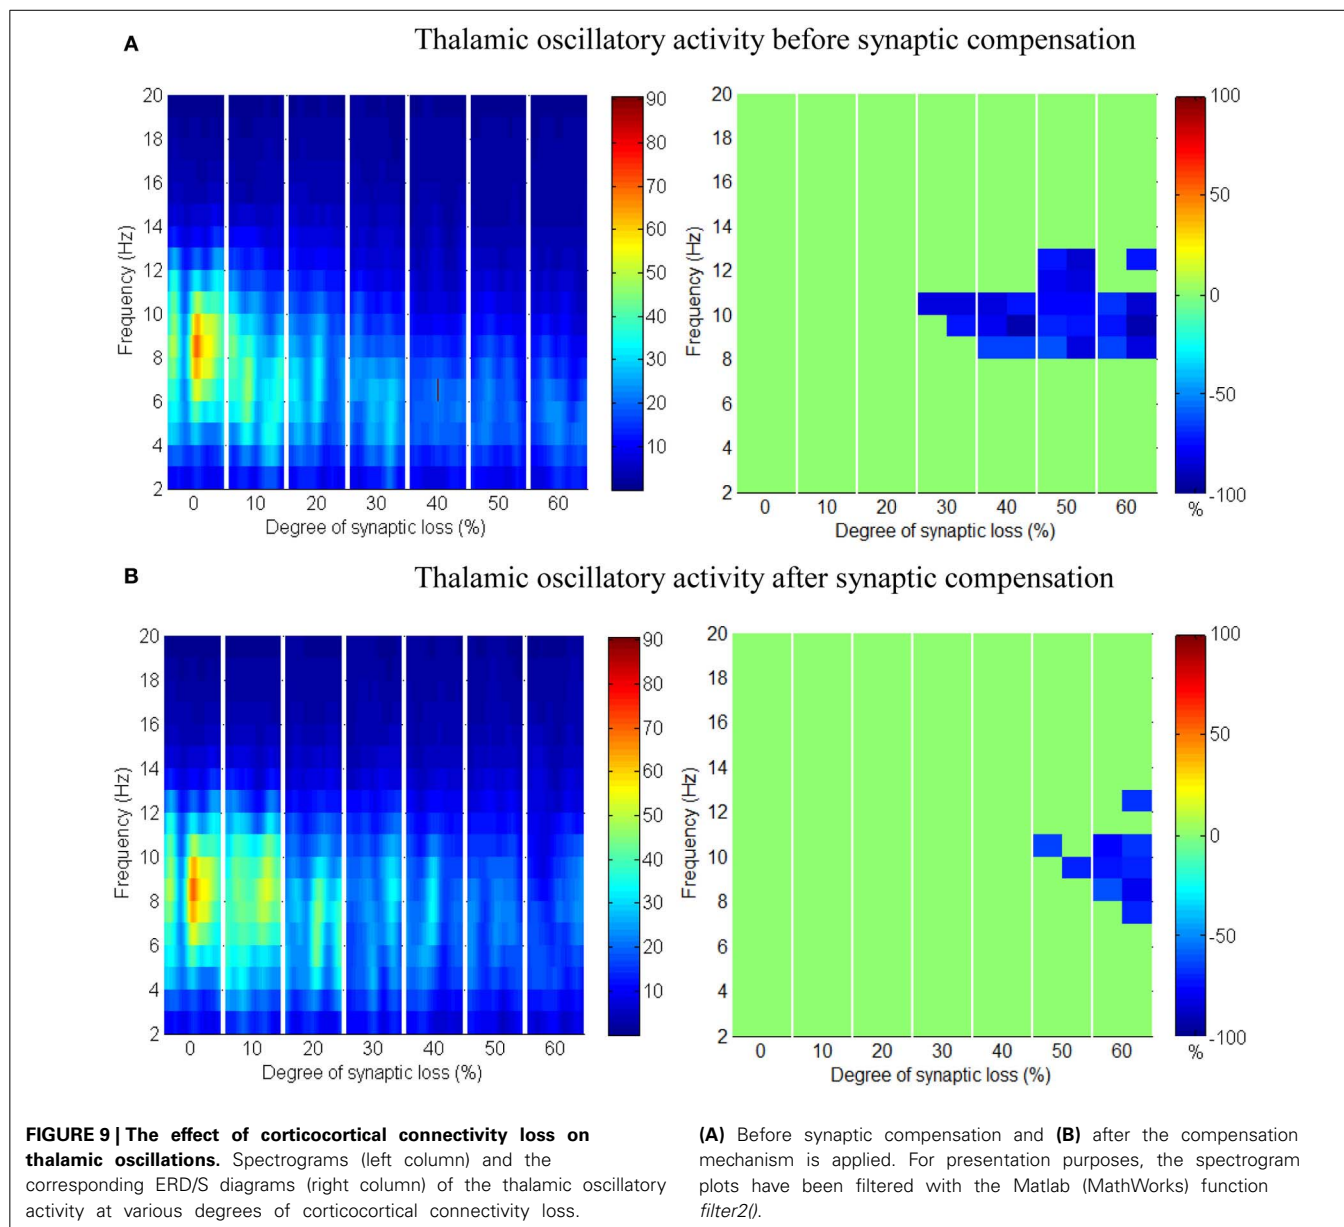 A
Thalamic oscillatory activity before synaptic compensation
20
18
16
14
12
10
8
6
4
2
Frequency (Hz)
0 10 20 30 40 50 60
Degree of synaptic loss (%)
90
80
70
60
50
40
30
20
10
20
18
16
14
12
10
8
6
4
2
Frequency (Hz)
0 10 20 30 40 50 60
Degree of synaptic loss (%)
100
50
0
-50
-100
%
B
Thalamic oscillatory activity after synaptic compensation
20
18
16
14
12
10
8
6
4
2
Frequency (Hz)
0 10 20 30 40 50 60
Degree of synaptic loss (%)
90
80
70
60
50
40
30
20
10
20
18
16
14
12
10
8
6
4
2
Frequency (Hz)
0 10 20 30 40 50 60
Degree of synaptic loss (%)
100
50
0
-50
-100
%
FIGURE 9 | The effect of corticocortical connectivity loss on
thalamic oscillations. Spectrograms (left column) and the
corresponding ERD/S diagrams (right column) of the thalamic oscillatory
activity at various degrees of corticocortical connectivity loss.
(A) Before synaptic compensation and (B) after the compensation
mechanism is applied. For presentation purposes, the spectrogram
plots have been filtered with the Matlab (MathWorks) function
filter2().